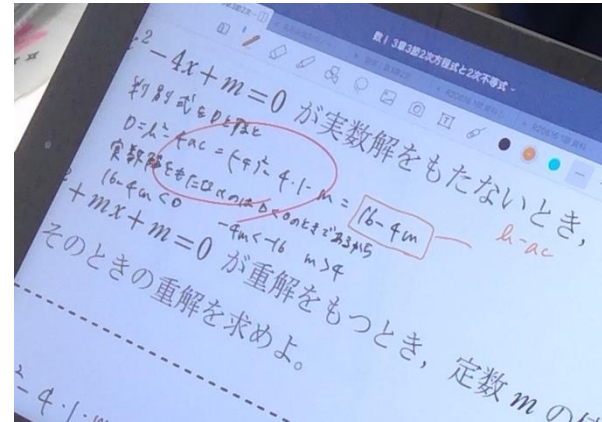 数Ⅰ 3章3節2次方程式と2次不等式
² − 4x + m = 0 が実数解をもたないとき,
判別式をDとすると
D = b² − 4ac = (−4)² − 4・1・m = 16 − 4m
b − ac
実数解をもたないのはD < 0のときであるから
16 − 4m < 0
−4m < −16 m > 4
² + mx + m = 0 が重解をもつとき, 定数 m の
そのときの重解を求めよ。
² − 4・1・m